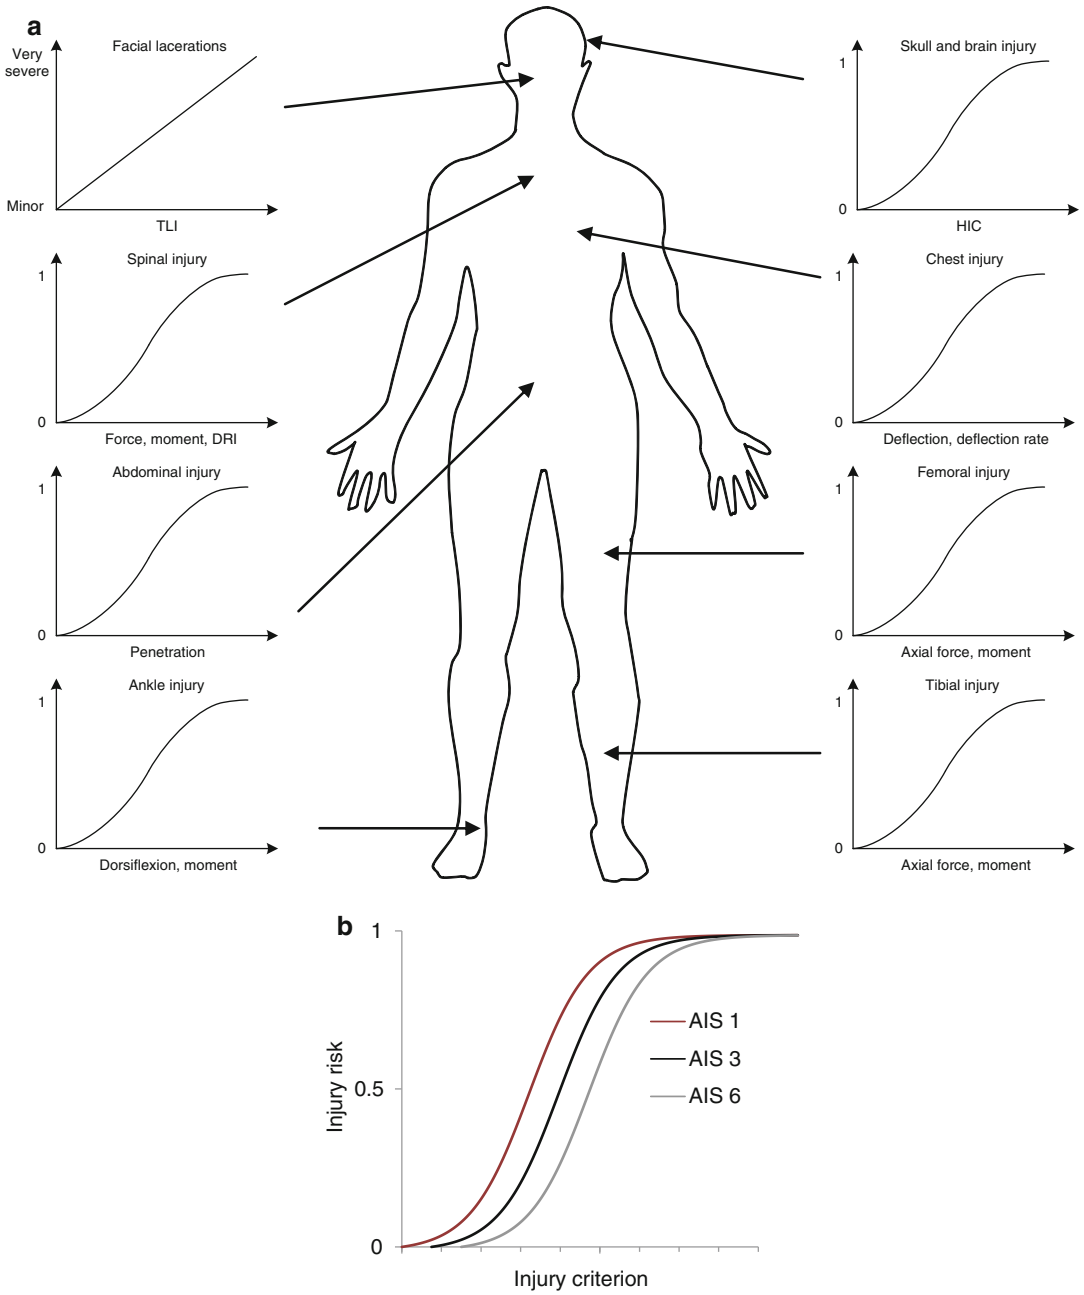 a
Very
severe
Facial lacerations
Minor
TLI
Skull and brain injury
1
0
HIC
Spinal injury
1
0
Force, moment, DRI
Chest injury
1
0
Deflection, deflection rate
Abdominal injury
1
0
Penetration
Femoral injury
1
0
Axial force, moment
Ankle injury
1
0
Dorsiflexion, moment
Tibial injury
1
0
Axial force, moment
b
1
0.5
0
Injury risk
AIS 1
AIS 3
AIS 6
Injury criterion